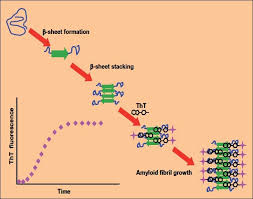 β-sheet formation
β-sheet stacking
ThT
Amyloid fibril growth
ThT fluorescence
Time